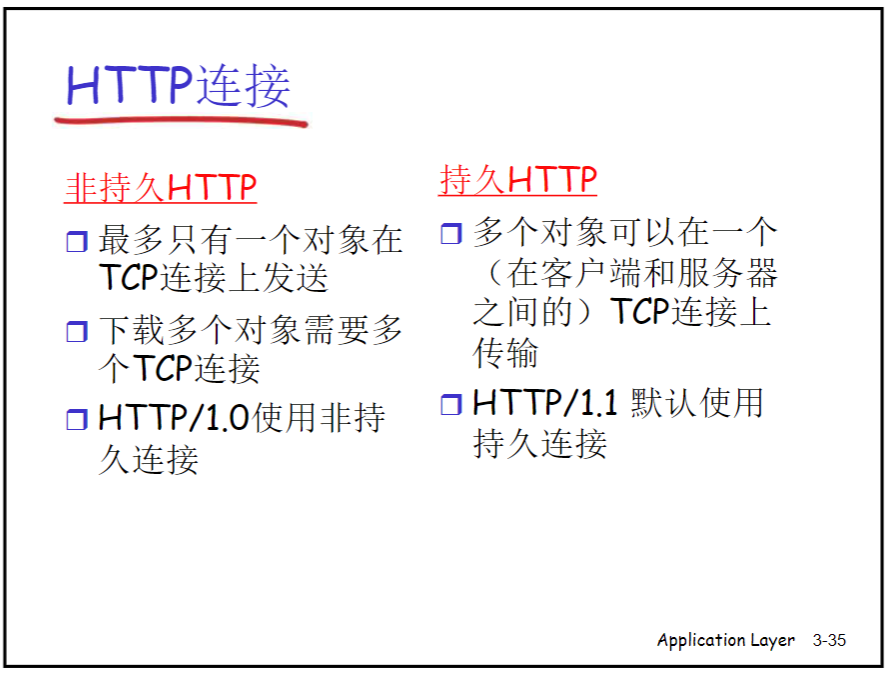 HTTP连接
非持久HTTP
最多只有一个对象在
TCP连接上发送
下载多个对象需要多
个TCP连接
HTTP/1.0使用非持
久连接
持久HTTP
多个对象可以在一个
（在客户端和服务器
之间的）TCP连接上
传输
HTTP/1.1 默认使用
持久连接
Application Layer 3-35